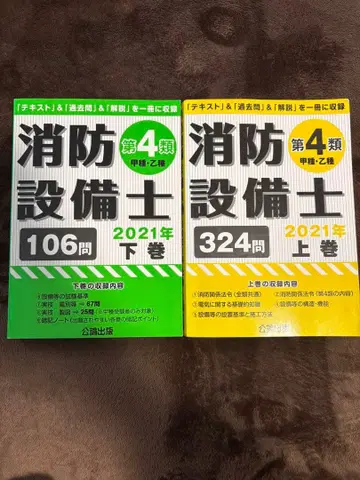 「テキスト」&「過去問」&「解説」を一冊に収録
消防
設備士
第4類
甲種・乙種
106問
2021年
下巻
下巻の収録内容
公論出版
「テキスト」&「過去問」&「解説」を一冊に収録
消防
設備士
第4類
甲種・乙種
324問
2021年
上巻
上巻の収録内容
①消防関係法令(全類共通)
②消防関係法令(第4類の内容)
③電気に関する基礎的知識
④設備等の構造・機能
⑤設備等の設置基準と施工方法
公論出版